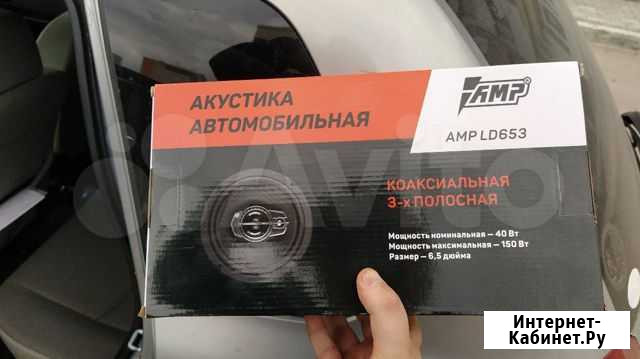 АКУСТИКА
АВТОМОБИЛЬНАЯ
AMP
AMP LD653
КОАКСИАЛЬНАЯ
3-х ПОЛОСНАЯ
Мощность номинальная — 40 Вт
Мощность максимальная — 150 Вт
Размер — 6,5 дюйма
Avito
Интернет-
Кабинет.Ру